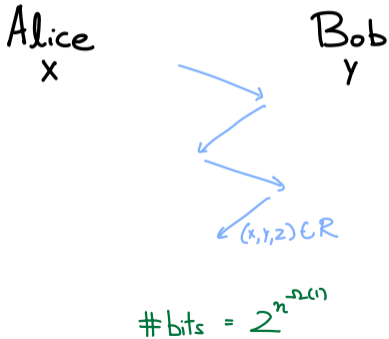 Alice Bob
x y
(x,y,z) ∈ R
#bits = 2^{n^{-Ω(1)}}